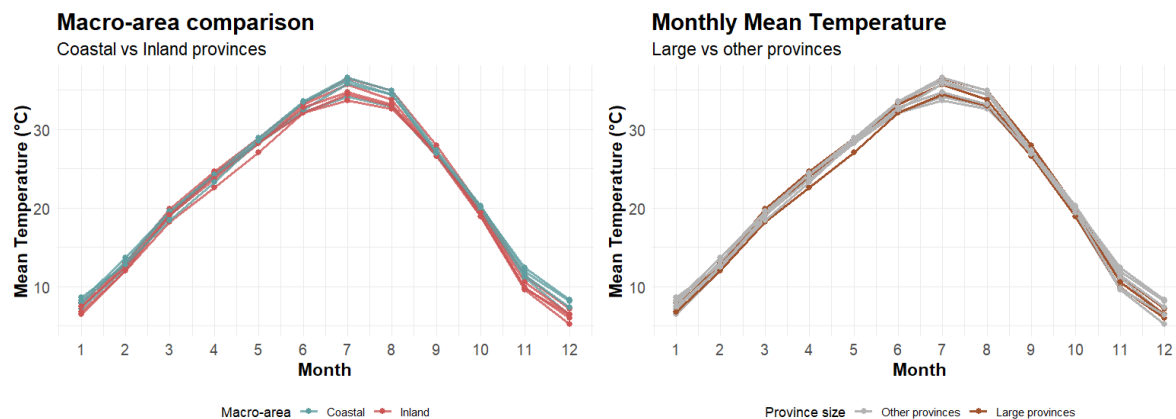 Macro-area comparison
Coastal vs Inland provinces
Mean Temperature (°C)
30
20
10
1 2 3 4 5 6 7 8 9 10 11 12
Month
Macro-area Coastal Inland
Monthly Mean Temperature
Large vs other provinces
Mean Temperature (°C)
30
20
10
1 2 3 4 5 6 7 8 9 10 11 12
Month
Province size Other provinces Large provinces